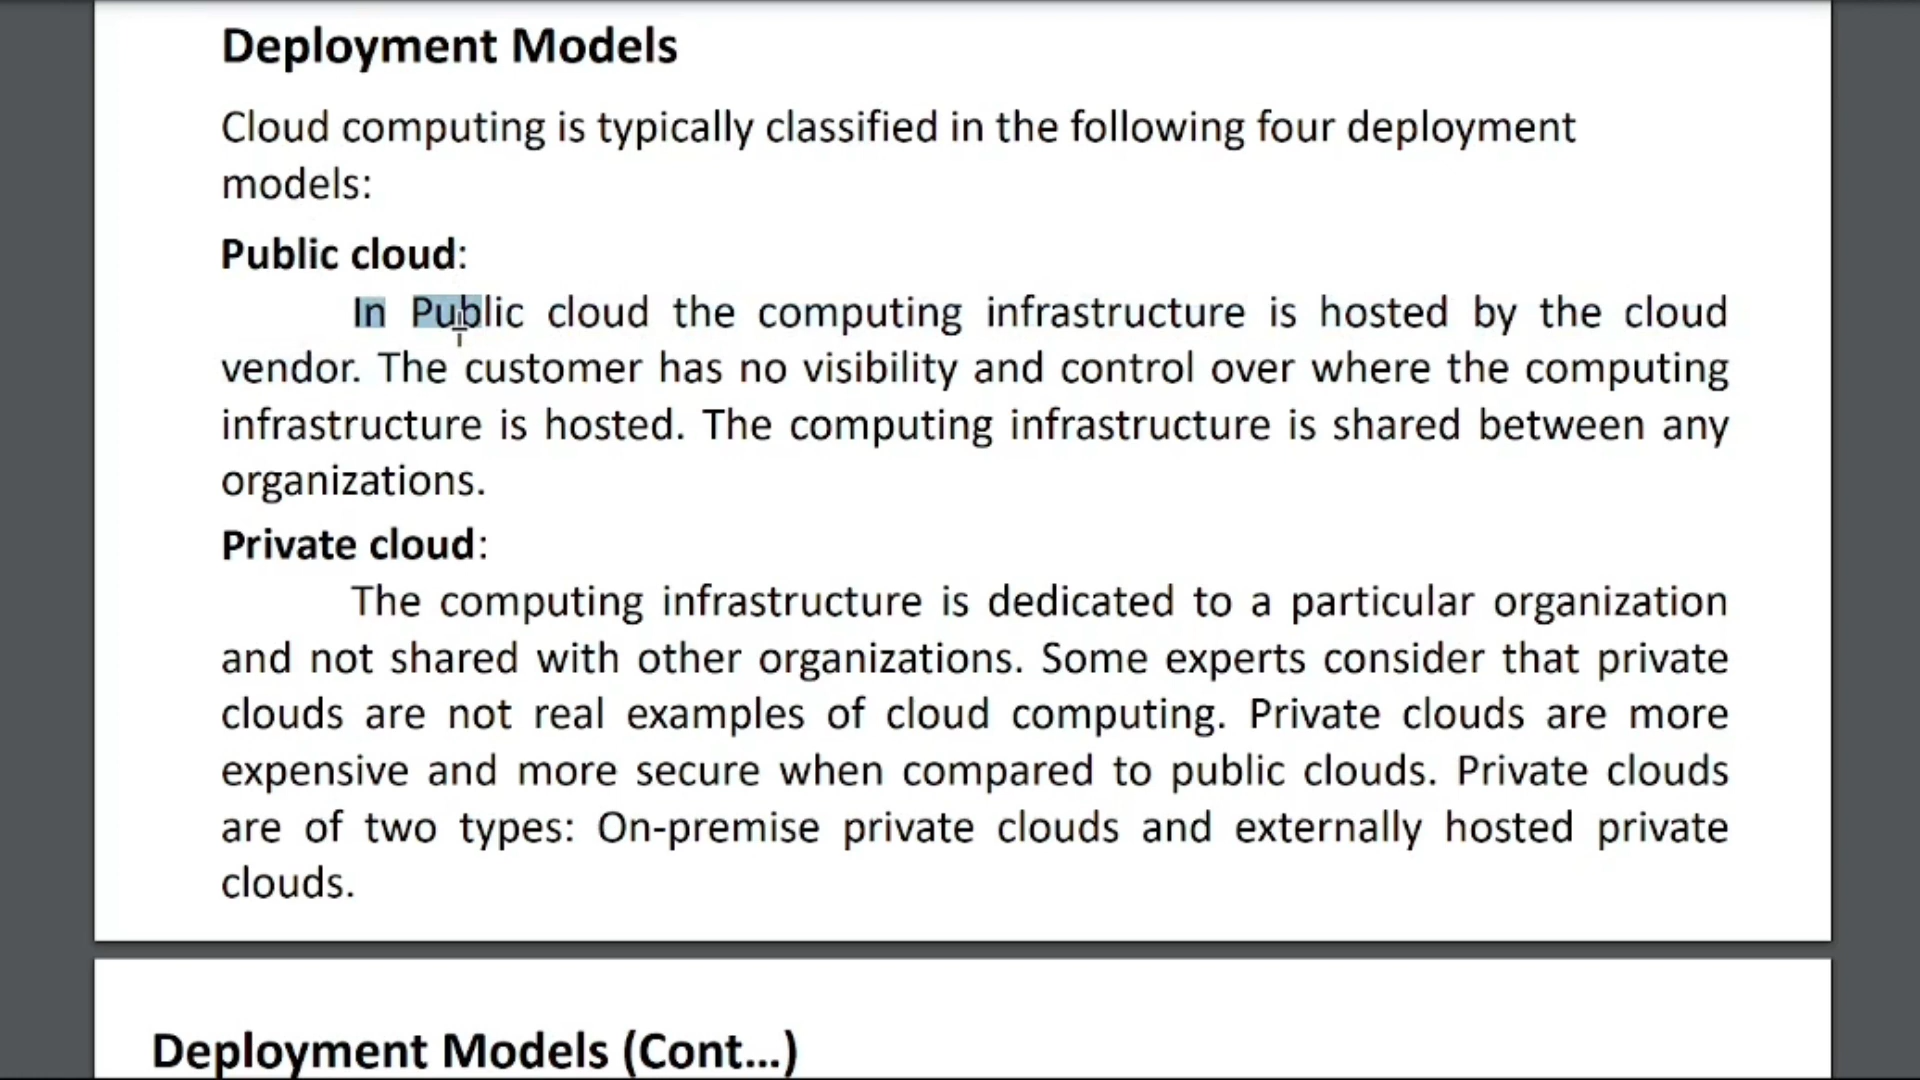 Deployment Models
Cloud computing is typically classified in the following four deployment
models:
Public cloud:
In Public cloud the computing infrastructure is hosted by the cloud
vendor. The customer has no visibility and control over where the computing
infrastructure is hosted. The computing infrastructure is shared between any
organizations.
Private cloud:
The computing infrastructure is dedicated to a particular organization
and not shared with other organizations. Some experts consider that private
clouds are not real examples of cloud computing. Private clouds are more
expensive and more secure when compared to public clouds. Private clouds
are of two types: On-premise private clouds and externally hosted private
clouds.
Deployment Models (Cont...)